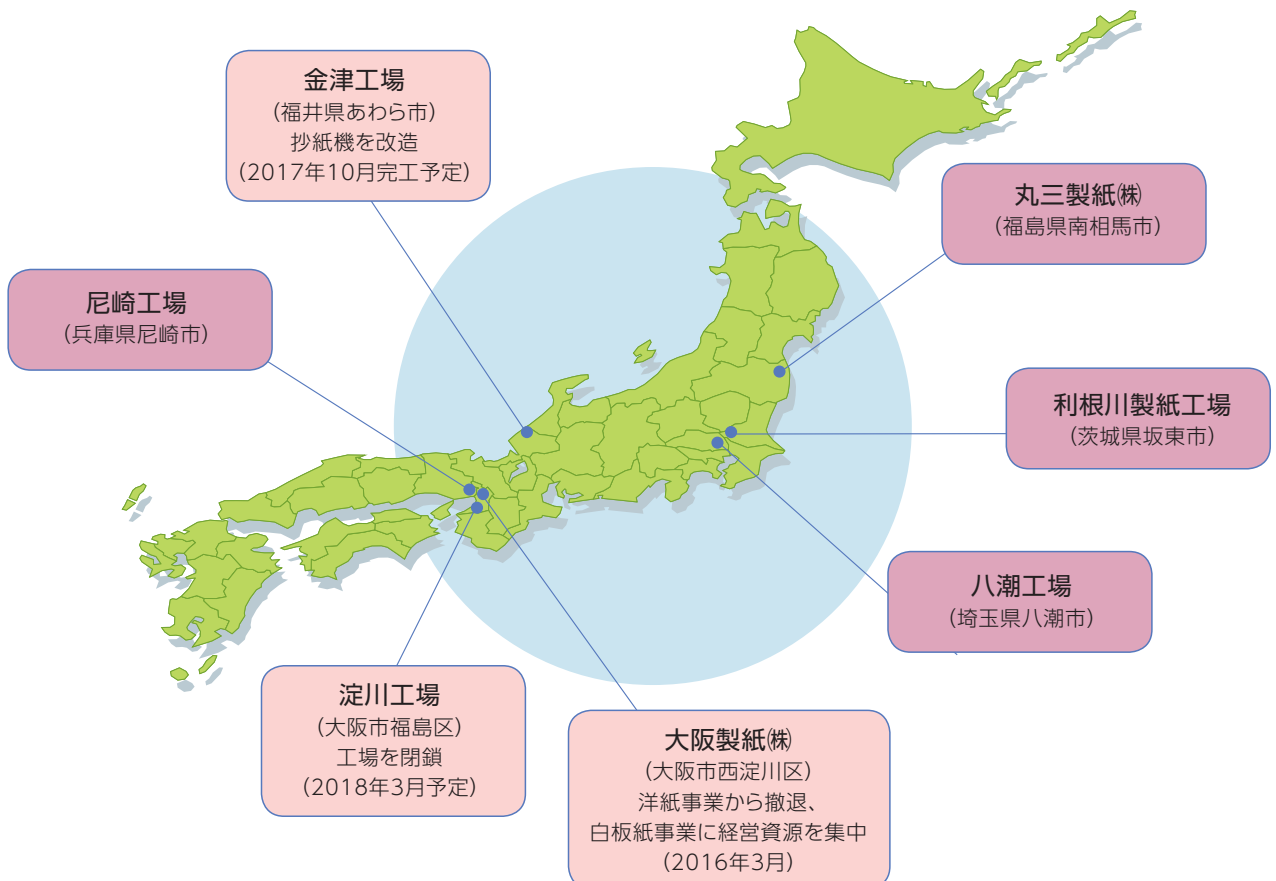 金津工場
(福井県あわら市)
抄紙機を改造
(2017年10月完工予定)
丸三製紙㈱
(福島県南相馬市)
尼崎工場
(兵庫県尼崎市)
利根川製紙工場
(茨城県坂東市)
八潮工場
(埼玉県八潮市)
淀川工場
(大阪市福島区)
工場を閉鎖
(2018年3月予定)
大阪製紙㈱
(大阪市西淀川区)
洋紙事業から撤退、
白板紙事業に経営資源を集中
(2016年3月)